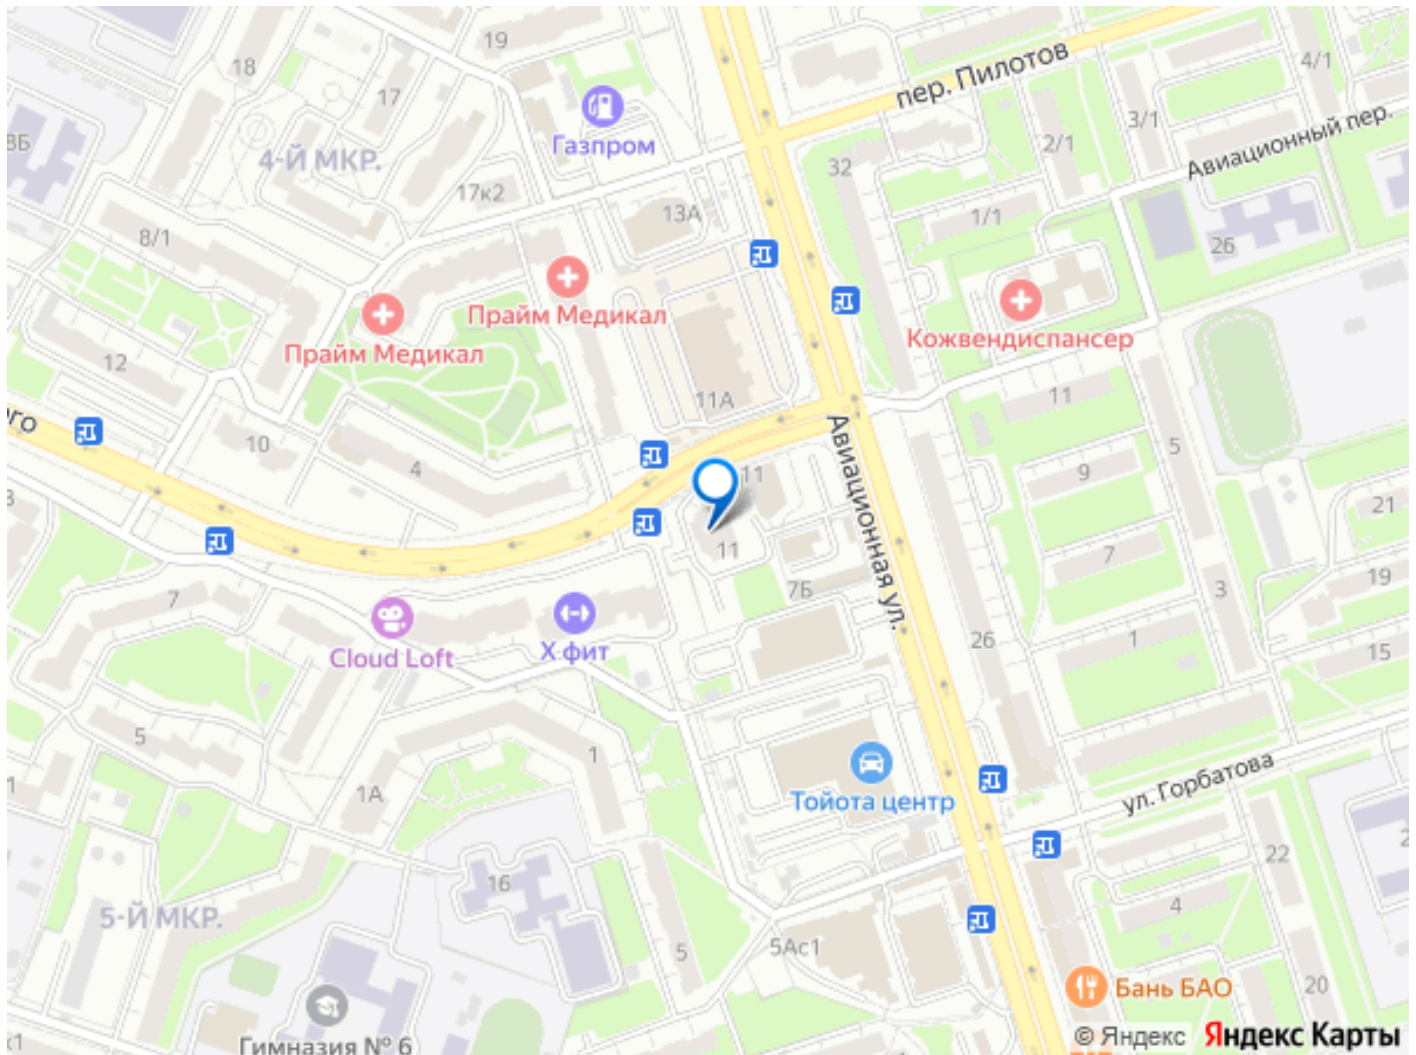 19
18
17
пер. Пилотов
4/1
3/1
2/1
Авиационный пер.
Газпром
4-Й МКР.
17к2
32
13А
1/1
26
8/1
Прайм Медикал
Прайм Медикал
Кожвендиспансер
12
11А
11
5
10
4
11
9
21
Авиационная ул.
11
7
7Б
19
3
7
Cloud Loft
Х.фит
26
1
15
5
1
1А
Тойота центр
ул. Горбатова
22
16
5-Й МКР.
4
5
5Ас1
20
Бань БАО
Гимназия № 6
© Яндекс Яндекс Карты